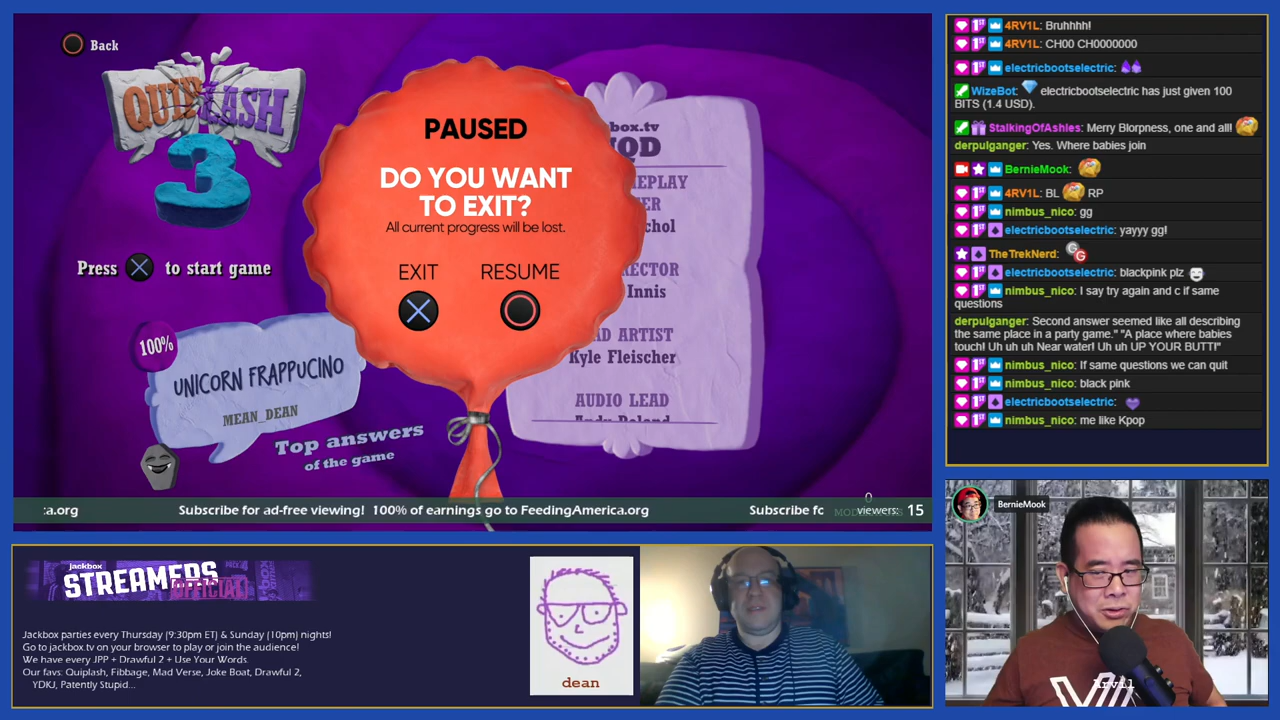 Back
QUIPLASH
3
Press to start game
100%
UNICORN FRAPPUCINO
MEAN_DEAN
Top answers
of the game
PAUSED
DO YOU WANT
TO EXIT?
All current progress will be lost.
EXIT RESUME
box.tv
Innis
AD ARTIST
Kyle Fleischer
AUDIO LEAD
Andy Poland
za.org Subscribe for ad-free viewing! 100% of earnings go to FeedingAmerica.org Subscribe fc
0
viewers: 15
jackbox
STREAMERS
OFFICIAL
Jackbox parties every Thursday (9:30pm ET) & Sunday (10pm) nights!
Go to jackbox.tv on your browser to play or join the audience!
We have every JPP + Drawful 2 + Use Your Words
Our favs: Quiplash, Fibbage, Mad Verse, Joke Boat, Drawful 2,
YDKJ, Patently Stupid...
dean
4RV1L: Bruhhhh!
4RV1L: CH00 CH0000000
electricbootselectric:
WizeBot: electricbootselectric has just given 100
BITS (1.4 USD).
StalkingOfAshles: Merry Blorpness, one and all!
derpulganger: Yes. Where babies join
BernieMook:
4RV1L: BL RP
nimbus_nico: gg
electricbootselectric: yayyy gg!
TheTrekNerd: G G
electricbootselectric: blackpink plz
nimbus_nico: I say try again and c if same
questions
derpulganger: Second answer seemed like all describing
the same place in a party game." "A place where babies
touch! Uh uh uh Near water! Uh uh UP YOUR BUTT!"
nimbus_nico: If same questions we can quit
nimbus_nico: black pink
electricbootselectric:
nimbus_nico: me like Kpop
BernieMook